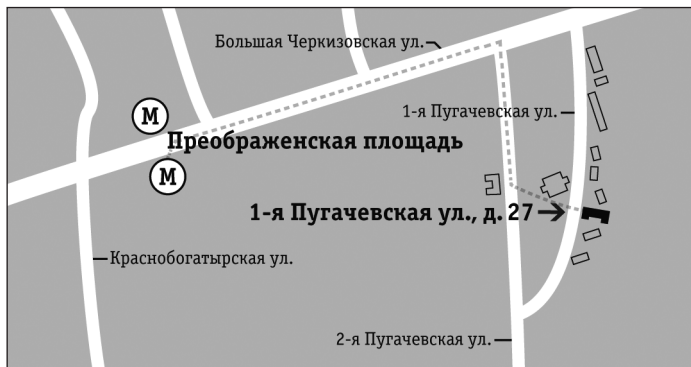 Большая Черкизовская ул.
1-я Пугачевская ул.
М
Преображенская площадь
М
1-я Пугачевская ул., д. 27
Краснобогатырская ул.
2-я Пугачевская ул.